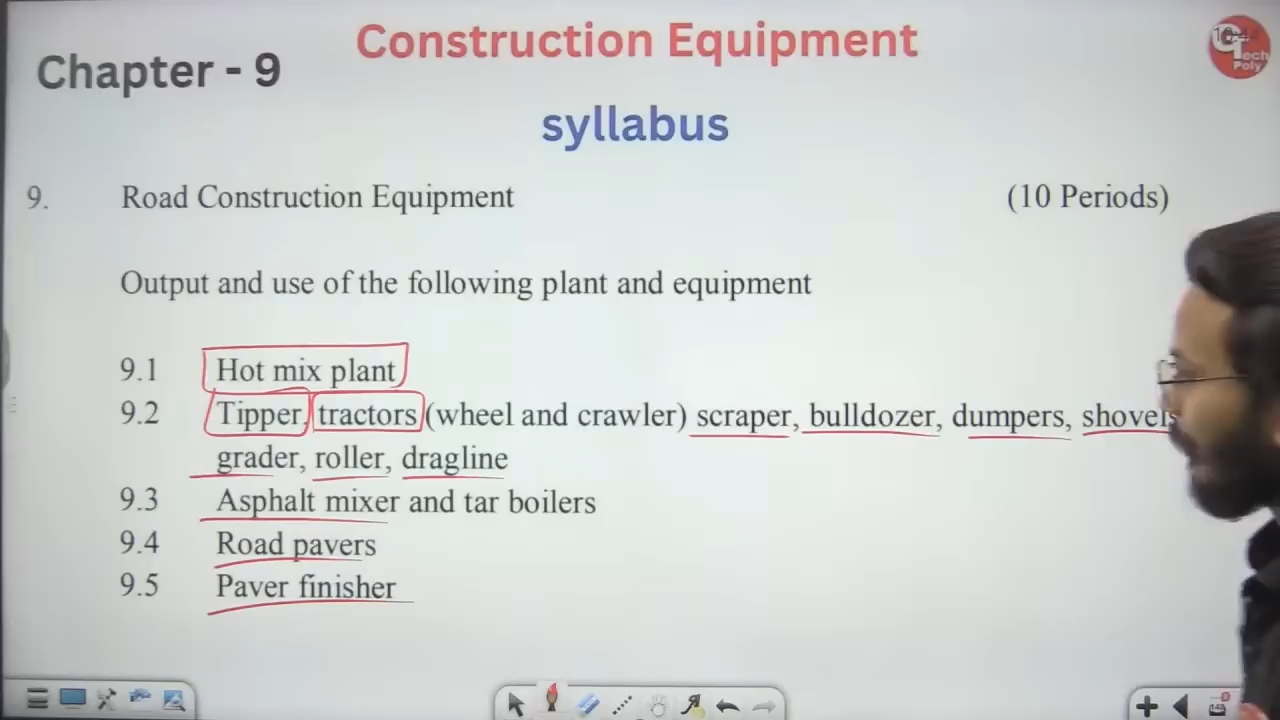 Construction Equipment
Chapter - 9
syllabus
9. Road Construction Equipment (10 Periods)
Output and use of the following plant and equipment
9.1 Hot mix plant
9.2 Tipper, tractors (wheel and crawler) scraper, bulldozer, dumpers, shovels
grader, roller, dragline
9.3 Asphalt mixer and tar boilers
9.4 Road pavers
9.5 Paver finisher
Tech
Poly